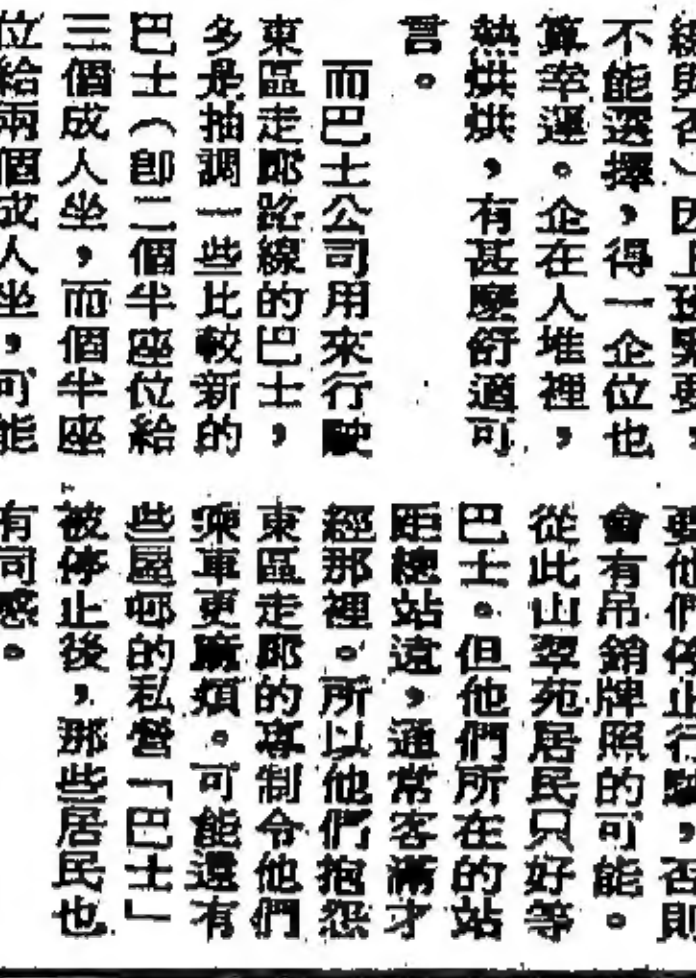 續與否）因上班緊要，
不能選擇，得一企位也
算幸運。企在人堆裡，
熱烘烘，有甚麼舒適可
言。
而巴士公司用來行駛
東區走郎路線的巴士，
多是抽調一些比較新的
巴士（卽二個半座位給
三個成人坐，而個半座
位給兩個成人坐，可能
要他們停止行駛，否則
會有吊銷牌照的可能。
從此山翠苑居民只好等
巴士。但他們所在的站
距總站遠，通常客滿才
經那裡。所以他們抱怨
東區走郎的專制令他們
乘車更麻煩。可能還有
些屋邨的私營「巴士」
被停止後，那些居民也
有同感。